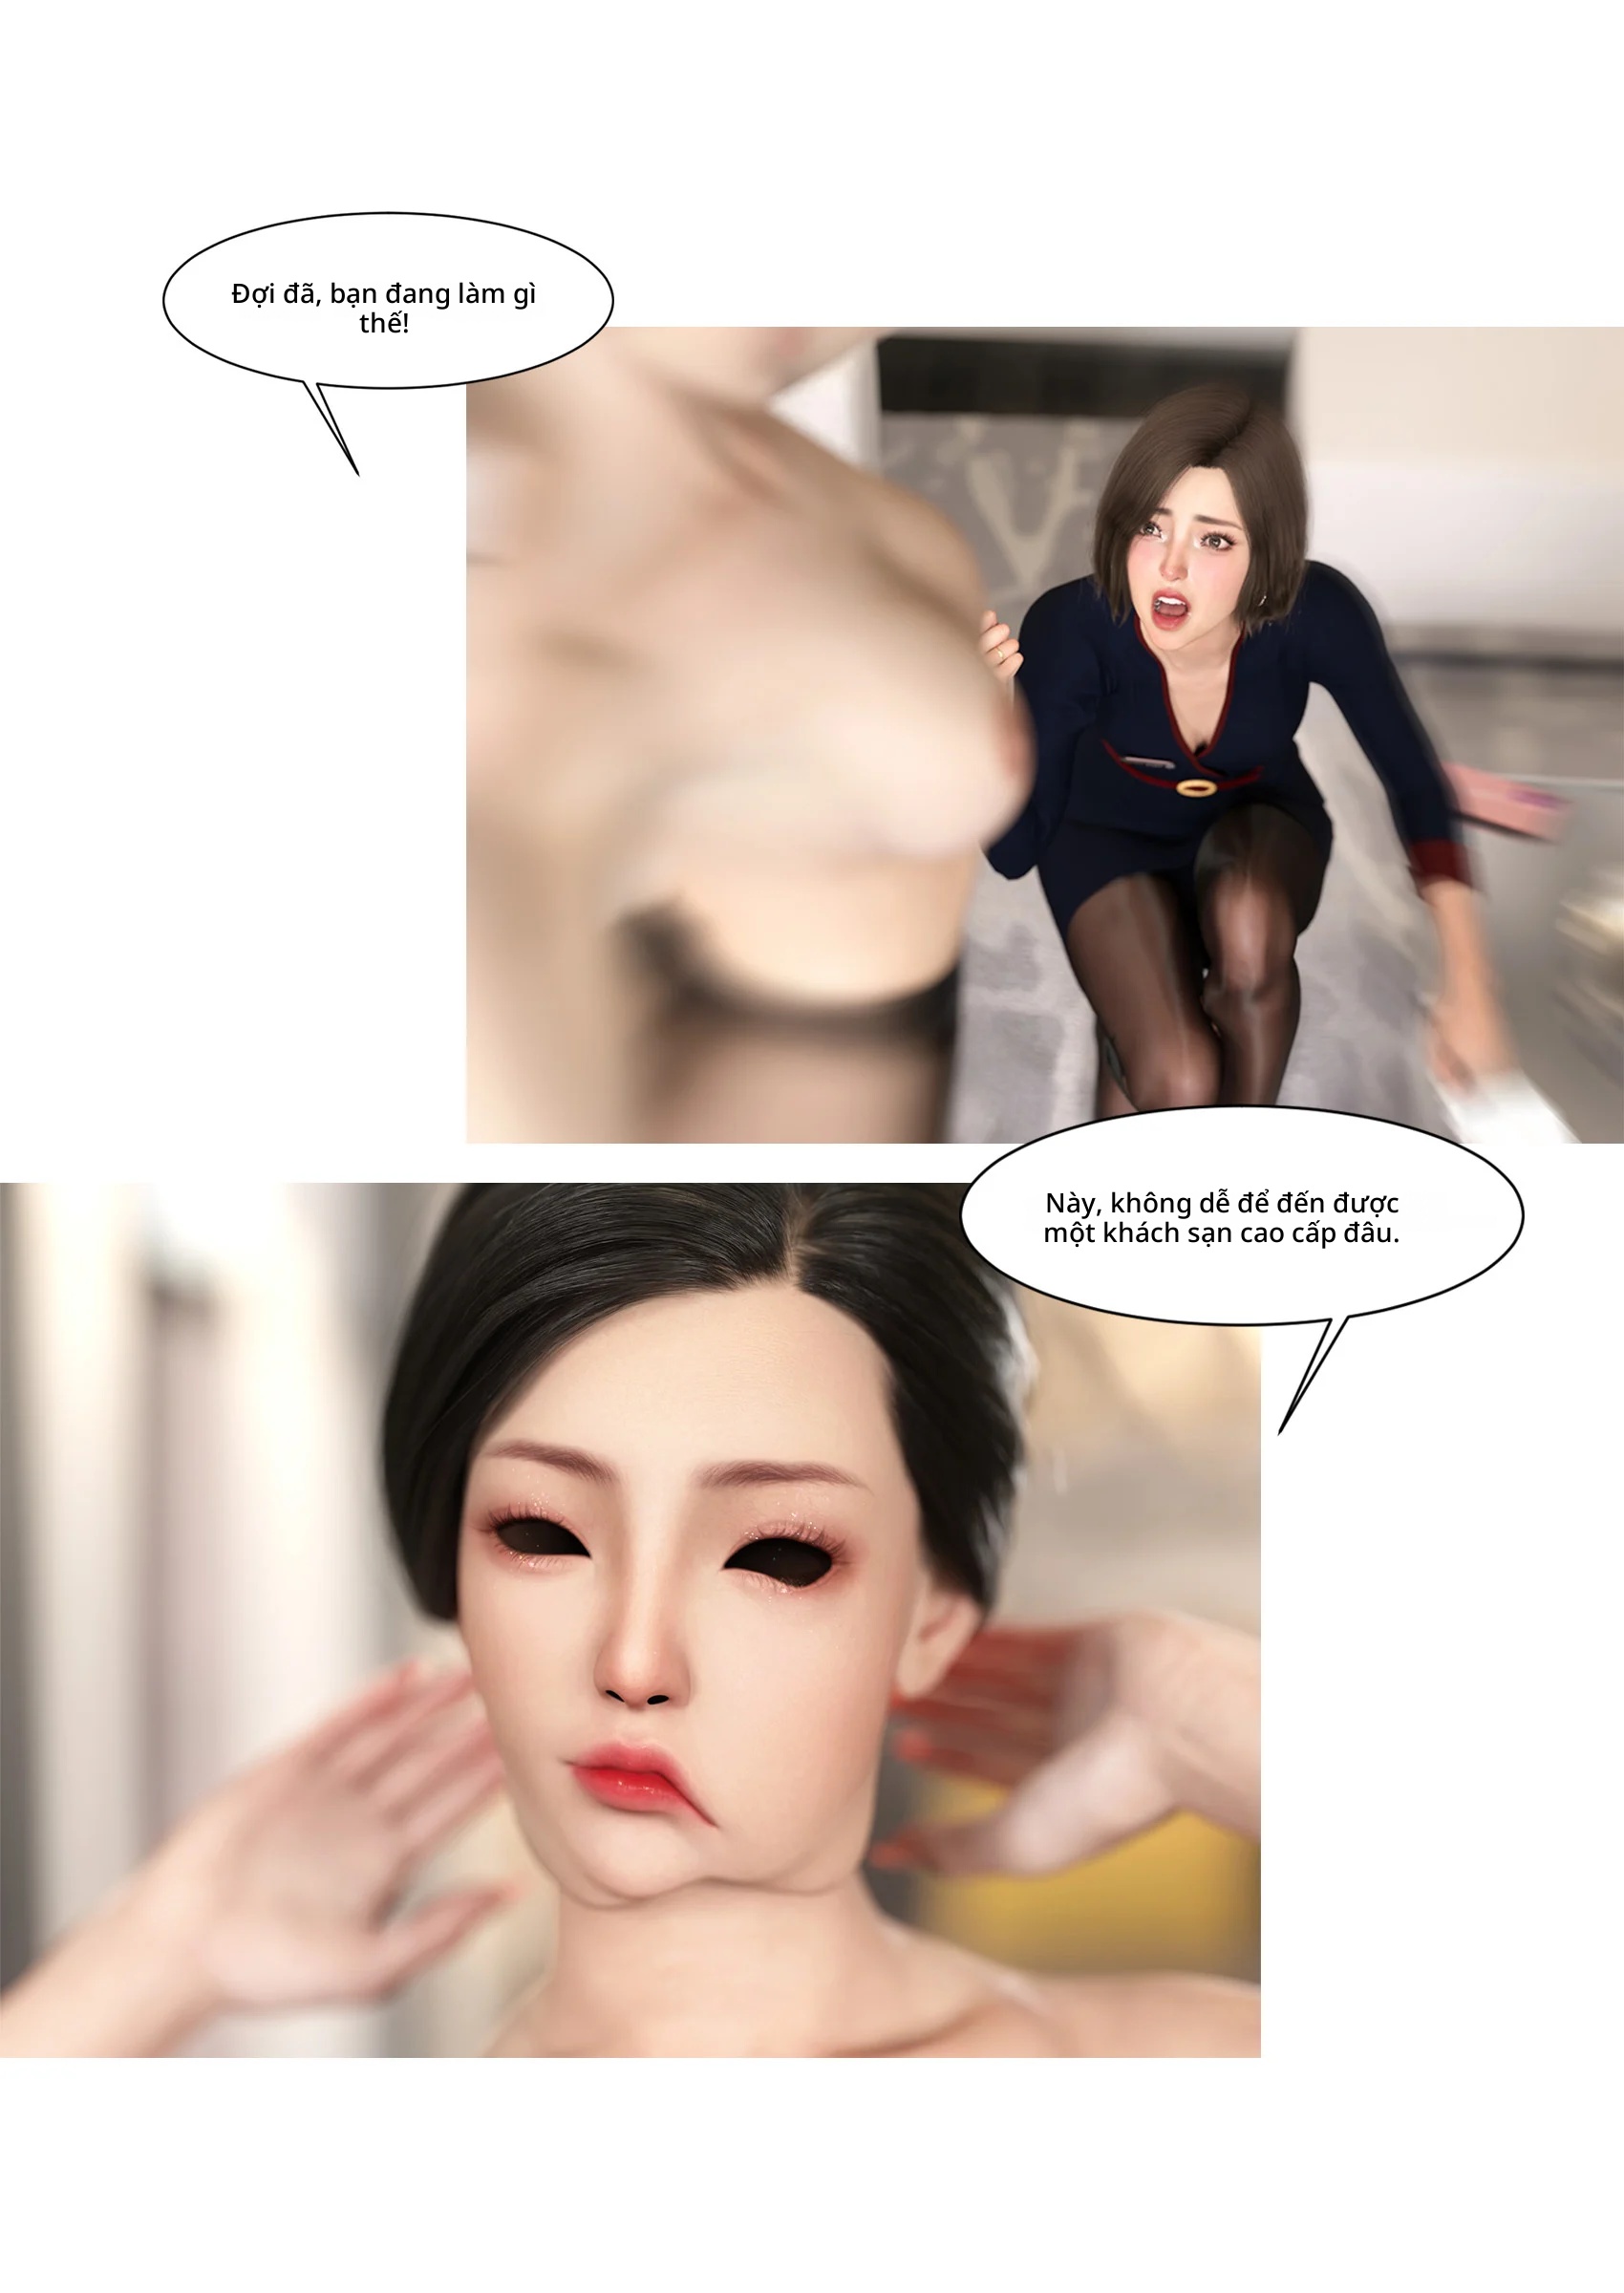 Đợi đã, bạn đang làm gì
thế!
Này, không dễ để đến được
một khách sạn cao cấp đâu.